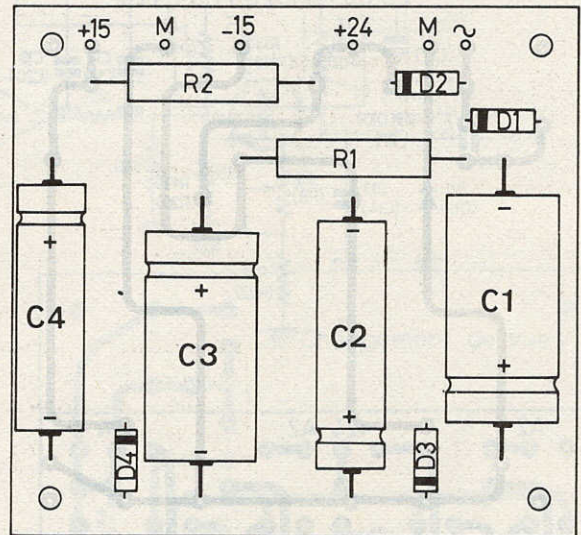 +15 M -15 +24 M ~
R2 D2
D1
R1
- 
+ -
+ C4 C3 C2 C1
+
- + D4 - D3